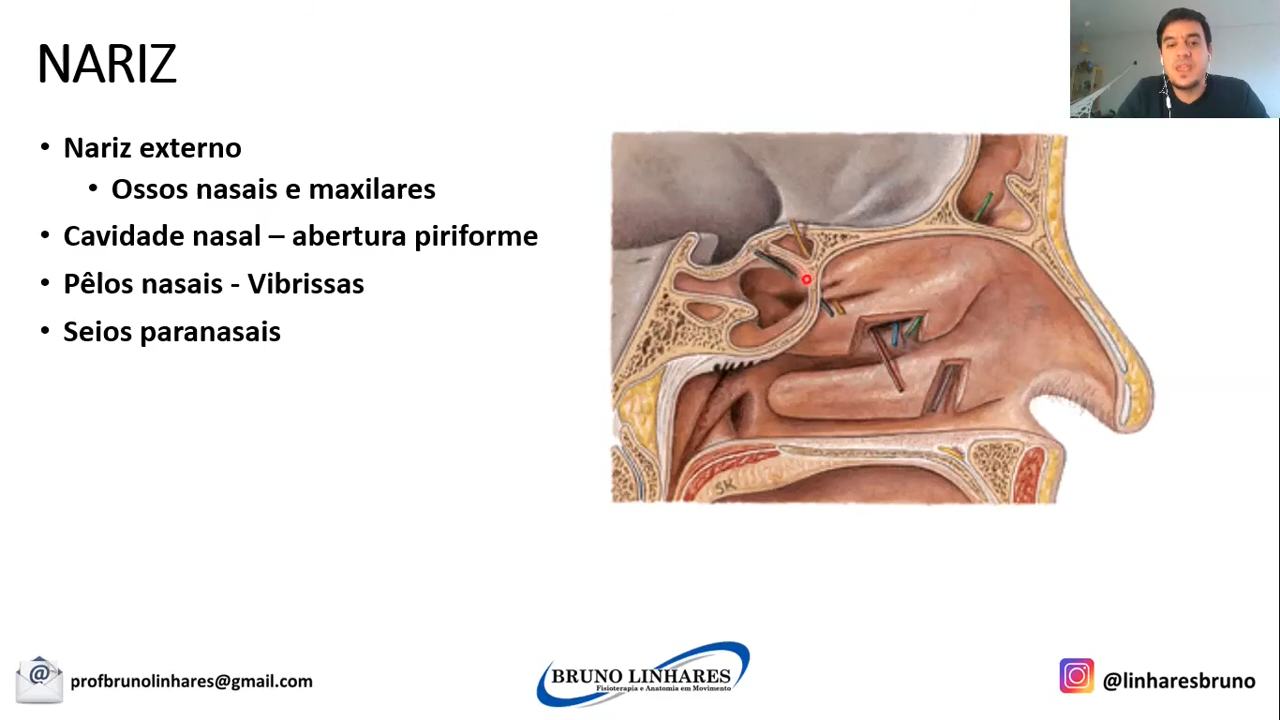 NARIZ
• Nariz externo
• Ossos nasais e maxilares
• Cavidade nasal – abertura piriforme
• Pêlos nasais - Vibrissas
• Seios paranasais
SK
@
profbrunolinhares@gmail.com
BRUNO LINHARES
Fisioterapia e Anatomia em Movimento
@linharesbruno